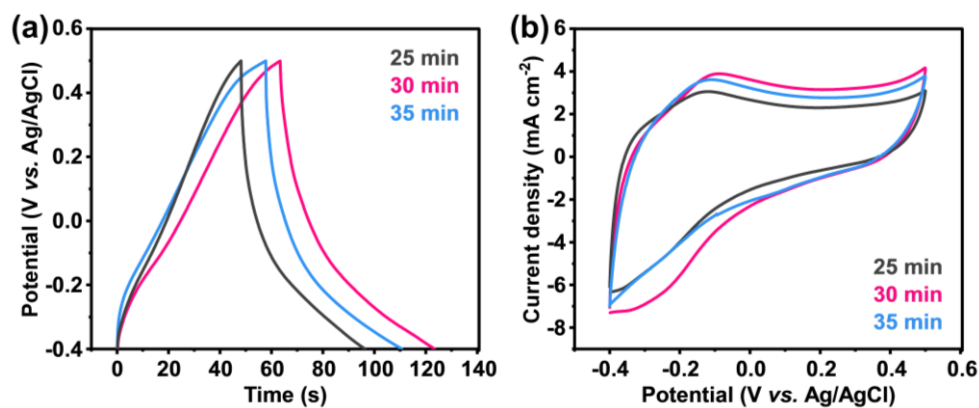 (a)
0.6
0.4
0.2
0.0
-0.2
-0.4
Potential (V vs. Ag/AgCl)
25 min
30 min
35 min
0 20 40 60 80 100 120 140
Time (s)
(b)
8
4
2
0
-2
-4
-6
-8
Current density (mA cm-2)
25 min
30 min
35 min
-0.4 -0.2 0.0 0.2 0.4 0.6
Potential (V vs. Ag/AgCl)